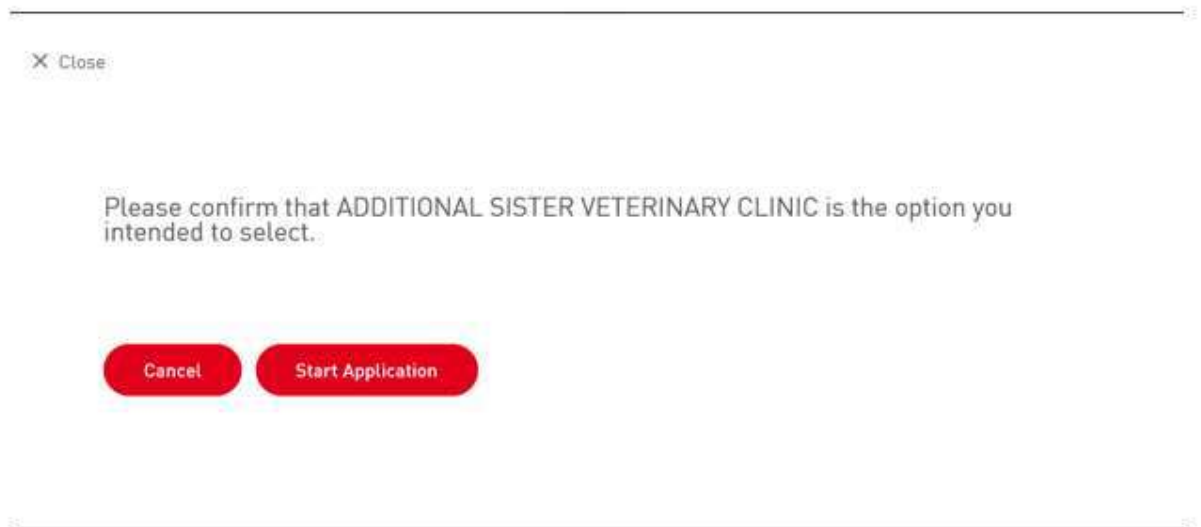 Close
Please confirm that ADDITIONAL SISTER VETERINARY CLINIC is the option you
intended to select.
Cancel
Start Application